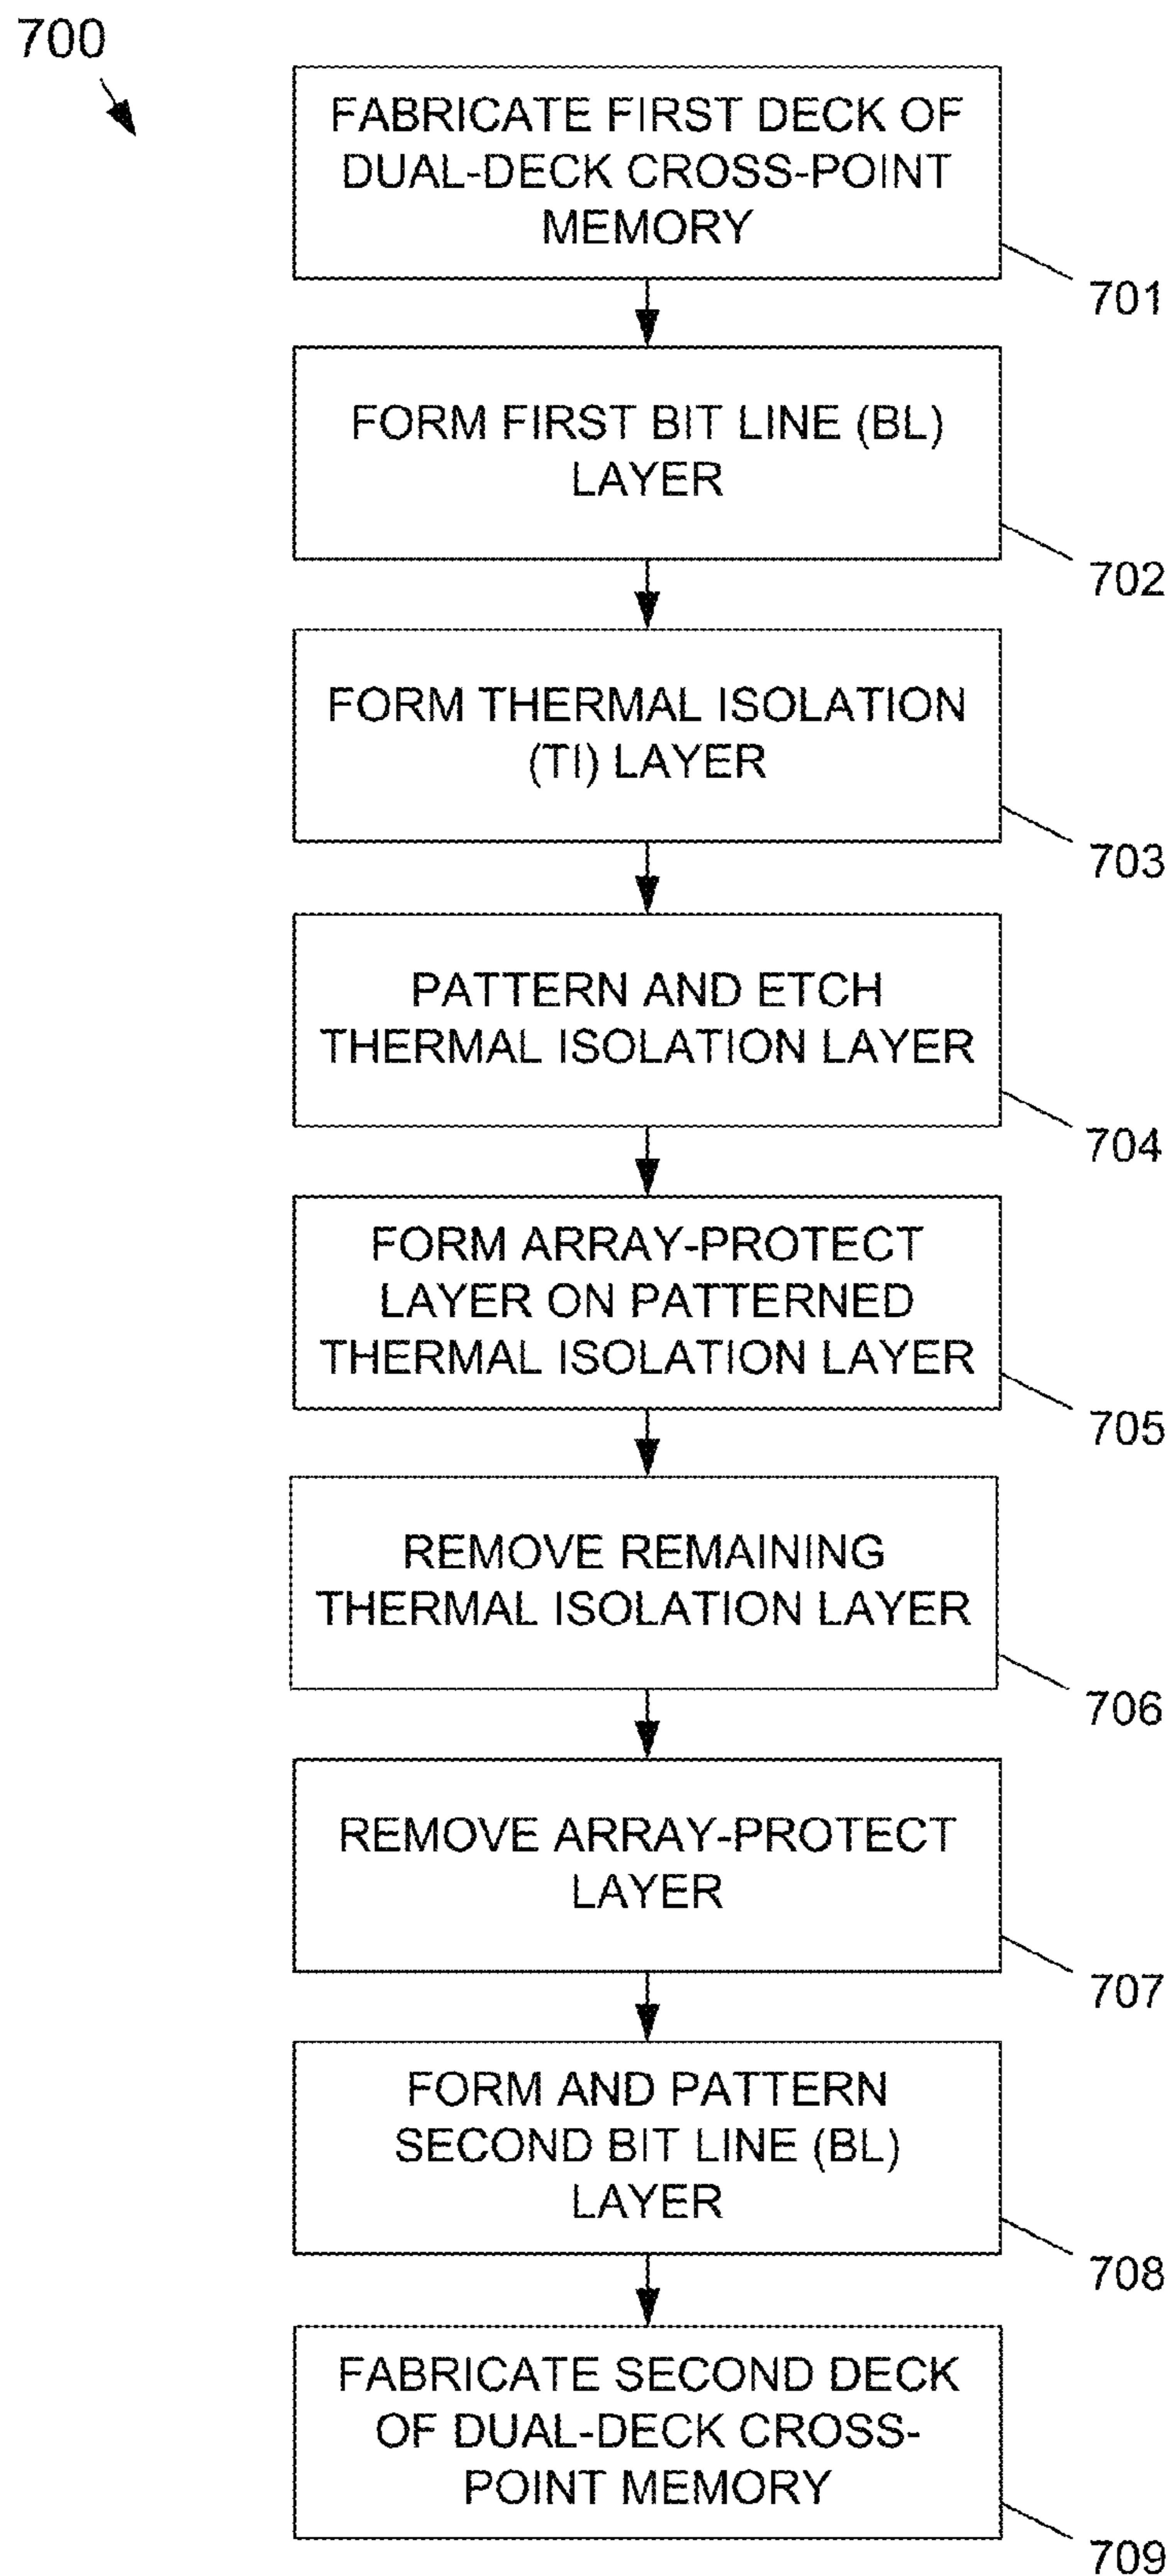 700
FABRICATE FIRST DECK OF
DUAL-DECK CROSS-POINT
MEMORY
701
FORM FIRST BIT LINE (BL)
LAYER
702
FORM THERMAL ISOLATION
(TI) LAYER
703
PATTERN AND ETCH
THERMAL ISOLATION LAYER
704
FORM ARRAY-PROTECT
LAYER ON PATTERNED
THERMAL ISOLATION LAYER
705
REMOVE REMAINING
THERMAL ISOLATION LAYER
706
REMOVE ARRAY-PROTECT
LAYER
707
FORM AND PATTERN
SECOND BIT LINE (BL)
LAYER
708
FABRICATE SECOND DECK
OF DUAL-DECK CROSS-
POINT MEMORY
709